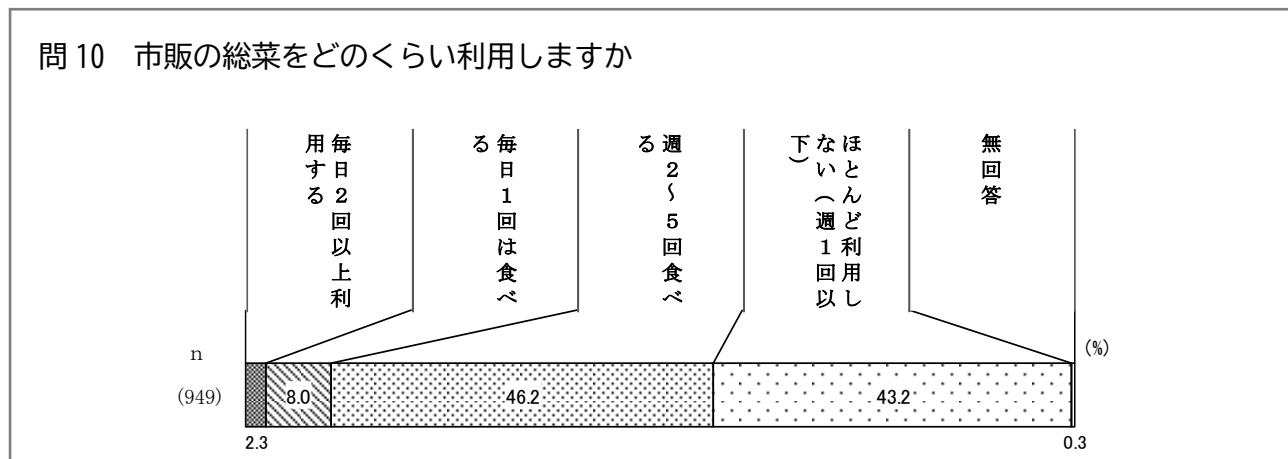 問10 市販の総菜をどのくらい利用しますか
毎日2回以上利
用する
毎日1回は食べ
る
週2~5回食べ
る
ほとんど利用し
ない(週1回以
下)
無回答
(%)
n
(949)
8.0
46.2
43.2
2.3
0.3